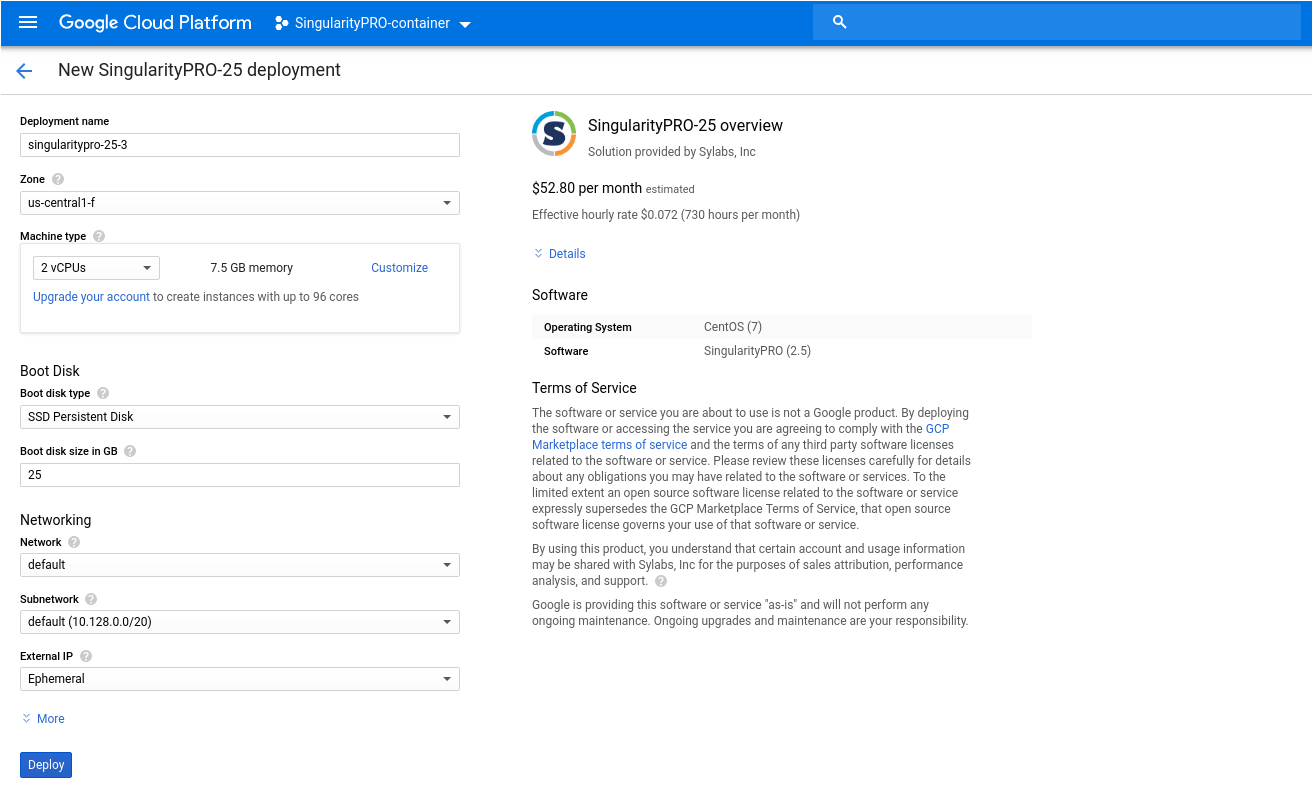 Google Cloud Platform
SingularityPRO-container
New SingularityPRO-25 deployment
Deployment name
singularitypro-25-3
Zone ?
us-central1-f
Machine type ?
2 vCPUs
7.5 GB memory
Customize
Upgrade your account to create instances with up to 96 cores
Boot Disk
Boot disk type ?
SSD Persistent Disk
Boot disk size in GB ?
25
Networking
Network ?
default
Subnetwork ?
default (10.128.0.0/20)
External IP ?
Ephemeral
More
Deploy
S
SingularityPRO-25 overview
Solution provided by Sylabs, Inc
$52.80 per month estimated
Effective hourly rate $0.072 (730 hours per month)
Details
Software
Operating System CentOS (7)
Software SingularityPRO (2.5)
Terms of Service
The software or service you are about to use is not a Google product. By deploying
the software or accessing the service you are agreeing to comply with the GCP
Marketplace terms of service and the terms of any third party software licenses
related to the software or service. Please review these licenses carefully for details
about any obligations you may have related to the software or services. To the
limited extent an open source software license related to the software or service
expressly supersedes the GCP Marketplace Terms of Service, that open source
software license governs your use of that software or service.
By using this product, you understand that certain account and usage information
may be shared with Sylabs, Inc for the purposes of sales attribution, performance
analysis, and support. ?
Google is providing this software or service "as-is" and will not perform any
ongoing maintenance. Ongoing upgrades and maintenance are your responsibility.